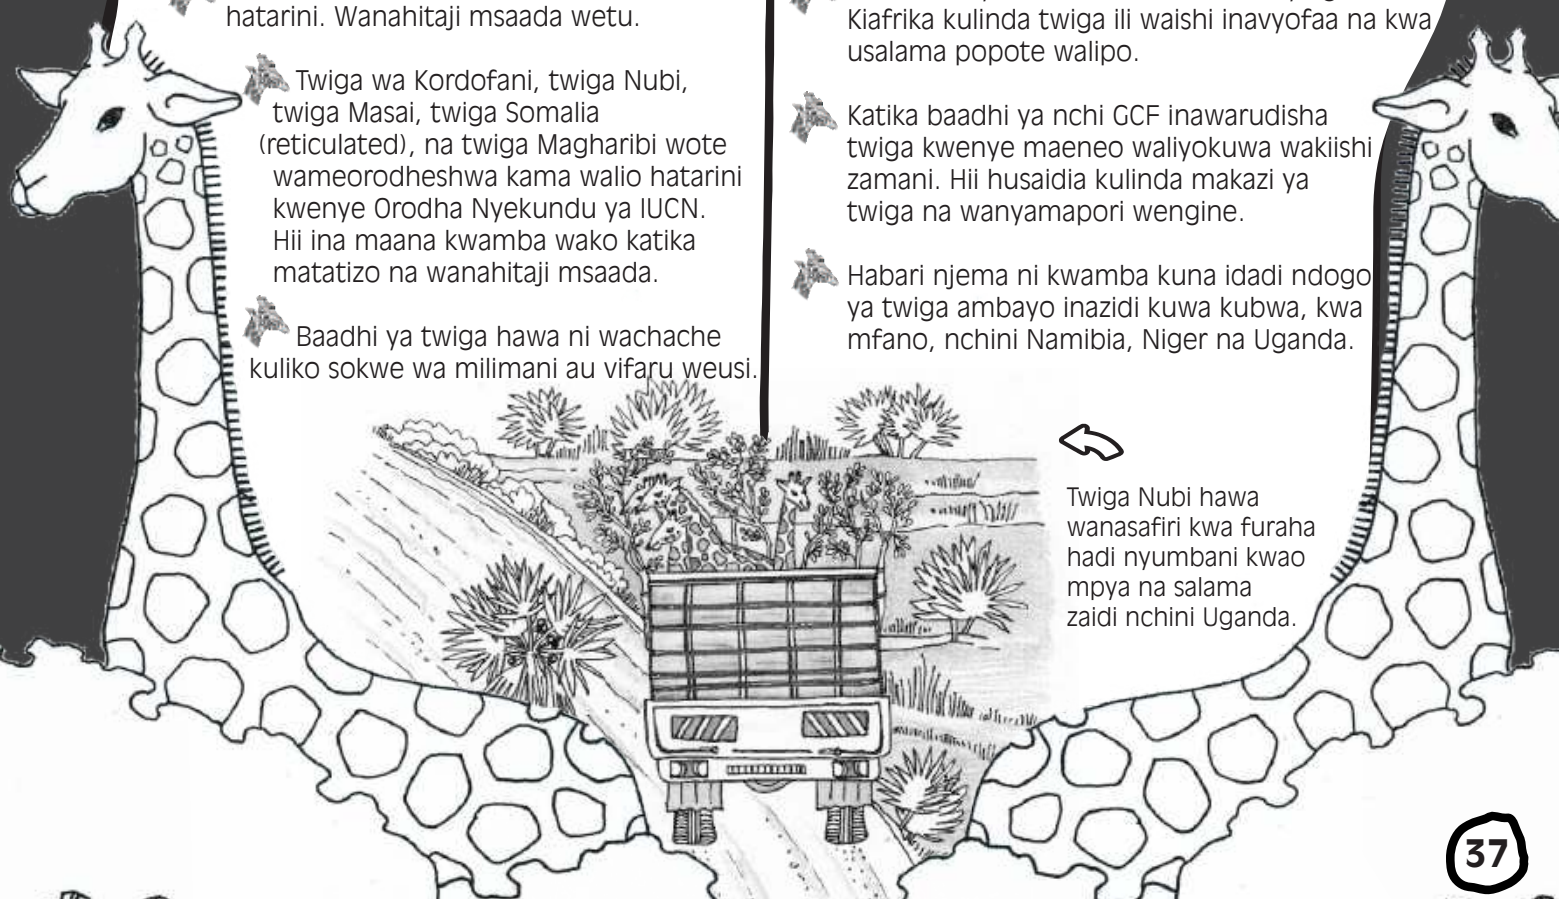 hatarini. Wanahitaji msaada wetu.
Twiga wa Kordofani, twiga Nubi,
twiga Masai, twiga Somalia
(reticulated), na twiga Magharibi wote
wameorodheshwa kama walio hatarini
kwenye Orodha Nyekundu ya IUCN.
Hii ina maana kwamba wako katika
matatizo na wanahitaji msaada.
Baadhi ya twiga hawa ni wachache
kuliko sokwe wa milimani au vifaru weusi.
Kiafrika kulinda twiga ili waishi inavyofaa na kwa
usalama popote walipo.
Katika baadhi ya nchi GCF inawarudisha
twiga kwenye maeneo waliyokuwa wakiishi
zamani. Hii husaidia kulinda makazi ya
twiga na wanyamapori wengine.
Habari njema ni kwamba kuna idadi ndogo
ya twiga ambayo inazidi kuwa kubwa, kwa
mfano, nchini Namibia, Niger na Uganda.
Twiga Nubi hawa
wanasafiri kwa furaha
hadi nyumbani kwao
mpya na salama
zaidi nchini Uganda.
37